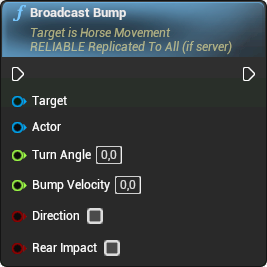 f Broadcast Bump
Target is Horse Movement
RELIABLE Replicated To All (if server)
Target
Actor
Turn Angle 0,0
Bump Velocity 0,0
Direction
Rear Impact